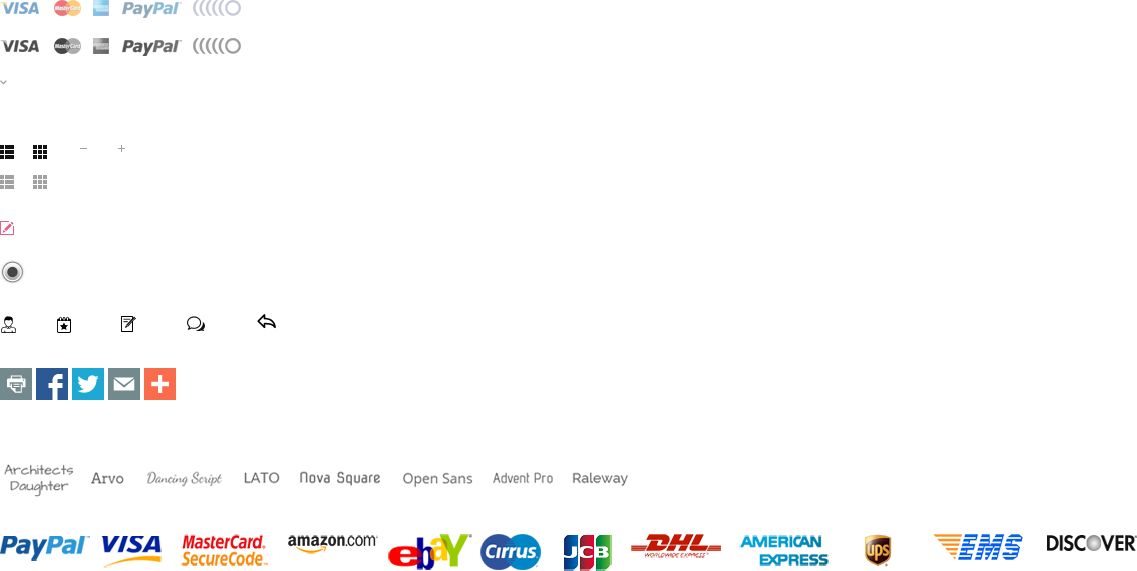 VISA MasterCard PayPal
VISA MasterCard PayPal
Architects
Daughter
Arvo Dancing Script LATO Nova Square Open Sans Advent Pro Raleway
PayPal VISA MasterCard. SecureCode. amazon.com ebay Cirrus JCB DHL WORLDWIDE EXPRESS AMERICAN EXPRESS ups EMS DISCOVER